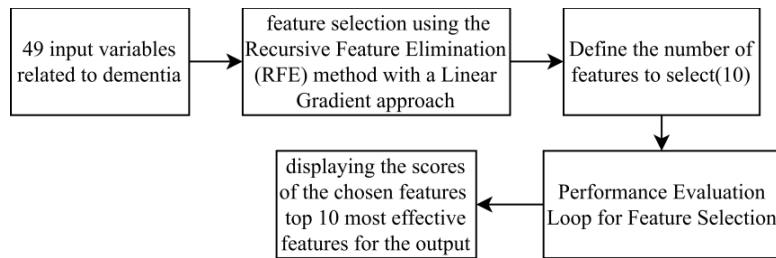 49 input variables
related to dementia
feature selection using the
Recursive Feature Elimination
(RFE) method with a Linear
Gradient approach
Define the number of
features to select(10)
Performance Evaluation
Loop for Feature Selection
displaying the scores
of the chosen features
top 10 most effective
features for the output